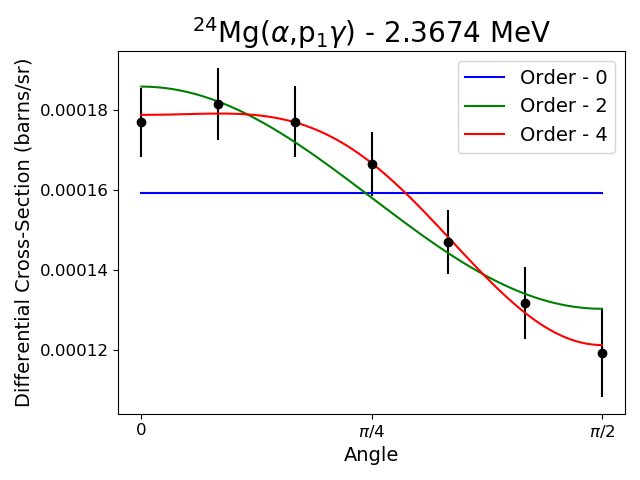 ²⁴Mg(α,p₁γ) - 2.3674 MeV
Differential Cross-Section (barns/sr)
0.00018
0.00016
0.00014
0.00012
Order - 0
Order - 2
Order - 4
0
π/4
π/2
Angle